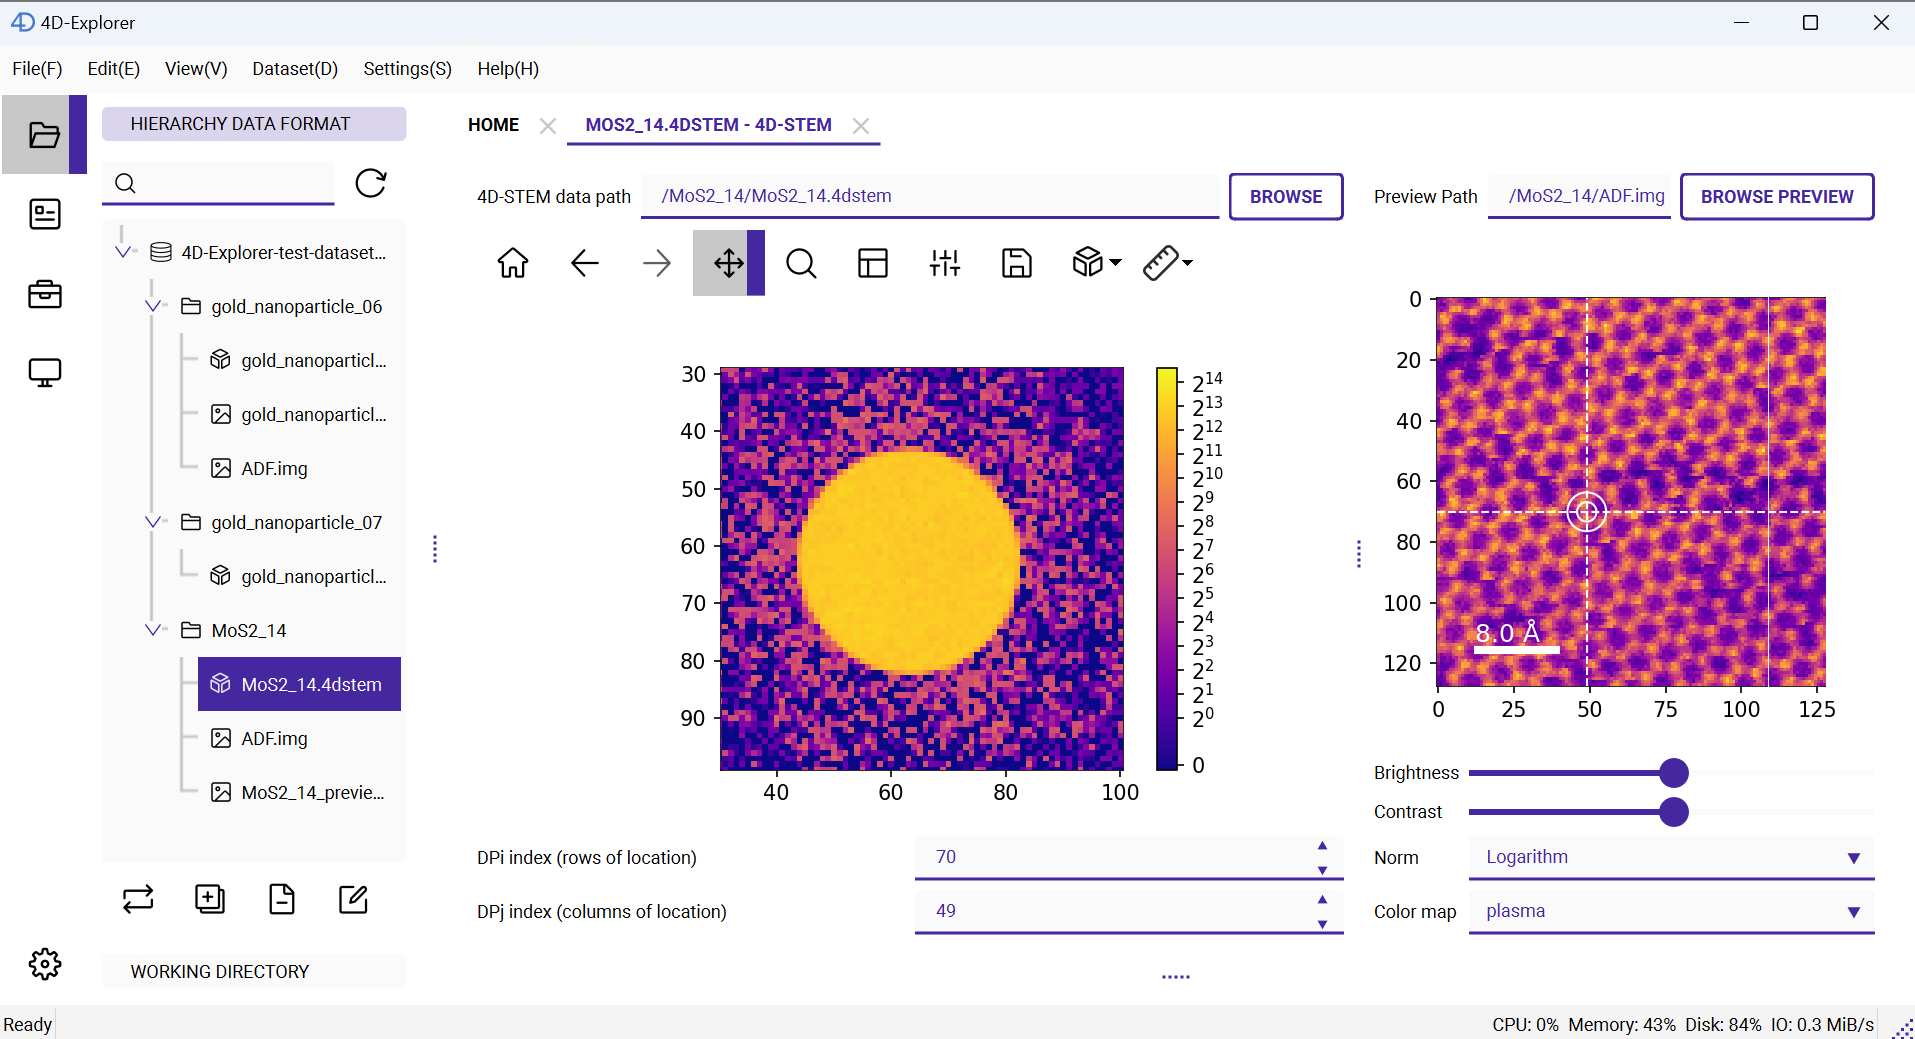 4D-Explorer
File(F) Edit(E) View(V) Dataset(D) Settings(S) Help(H)
HIERARCHY DATA FORMAT
4D-Explorer-test-dataset...
gold_nanoparticle_06
gold_nanoparticl...
gold_nanoparticl...
ADF.img
gold_nanoparticle_07
gold_nanoparticl...
MoS2_14
MoS2_14.4dstem
ADF.img
MoS2_14_previe...
WORKING DIRECTORY
HOME
MOS2_14.4DSTEM - 4D-STEM
4D-STEM data path
/MoS2_14/MoS2_14.4dstem
BROWSE
Preview Path
/MoS2_14/ADF.img
BROWSE PREVIEW
30
40
50
60
70
80
90
40 60 80 100
2^14
2^13
2^12
2^11
2^10
2^9
2^8
2^7
2^6
2^5
2^4
2^3
2^2
2^1
2^0
0
0
20
40
60
80
100
120
8.0 Å
0 25 50 75 100 125
DPi index (rows of location)
70
DPj index (columns of location)
49
Brightness
Contrast
Norm
Logarithm
Color map
plasma
Ready
CPU: 0% Memory: 43% Disk: 84% IO: 0.3 MiB/s